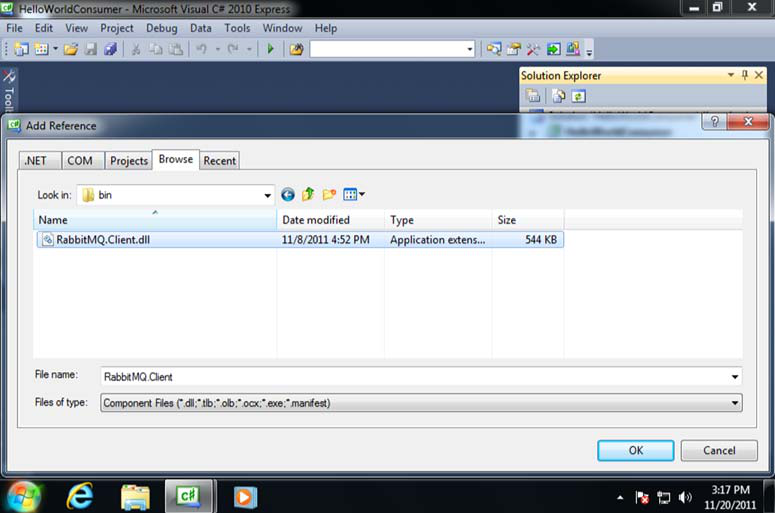 HelloWorldConsumer - Microsoft Visual C# 2010 Express
File Edit View Project Debug Data Tools Window Help
Solution Explorer
Add Reference
.NET COM Projects Browse Recent
Look in: bin
Name Date modified Type Size
RabbitMQ.Client.dll 11/8/2011 4:52 PM Application extens... 544 KB
File name: RabbitMQ.Client
Files of type: Component Files (*.dll;*.tlb;*.olb;*.ocx;*.exe;*.manifest)
OK Cancel
3:17 PM
11/20/2011